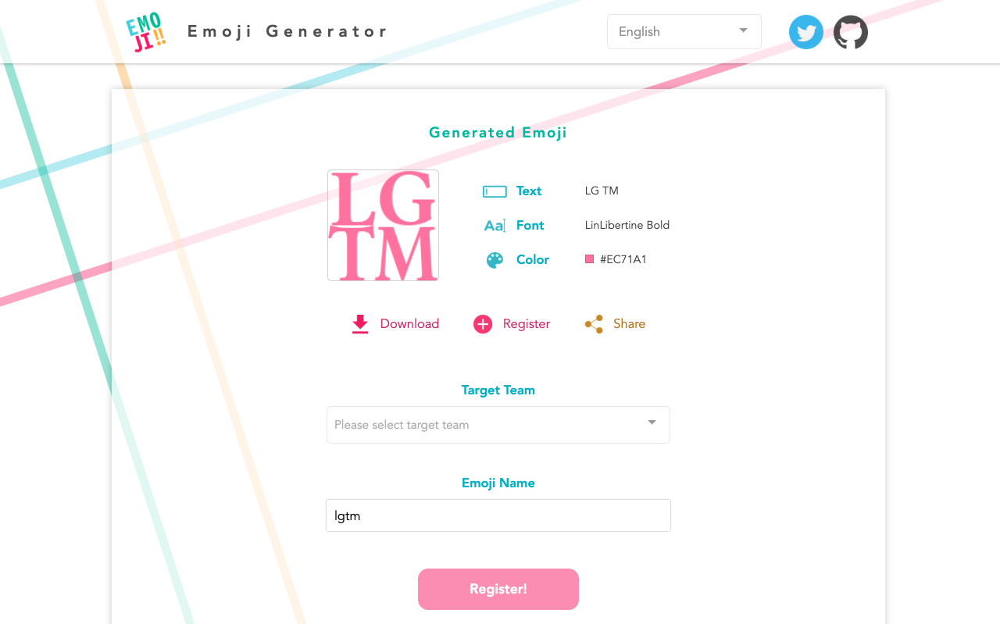 EMO
JI!!
Emoji Generator
English
Generated Emoji
LG
TM
Text LG TM
Aa Font LinLibertine Bold
Color #EC71A1
Download Register Share
Target Team
Please select target team
Emoji Name
lgtm
Register!